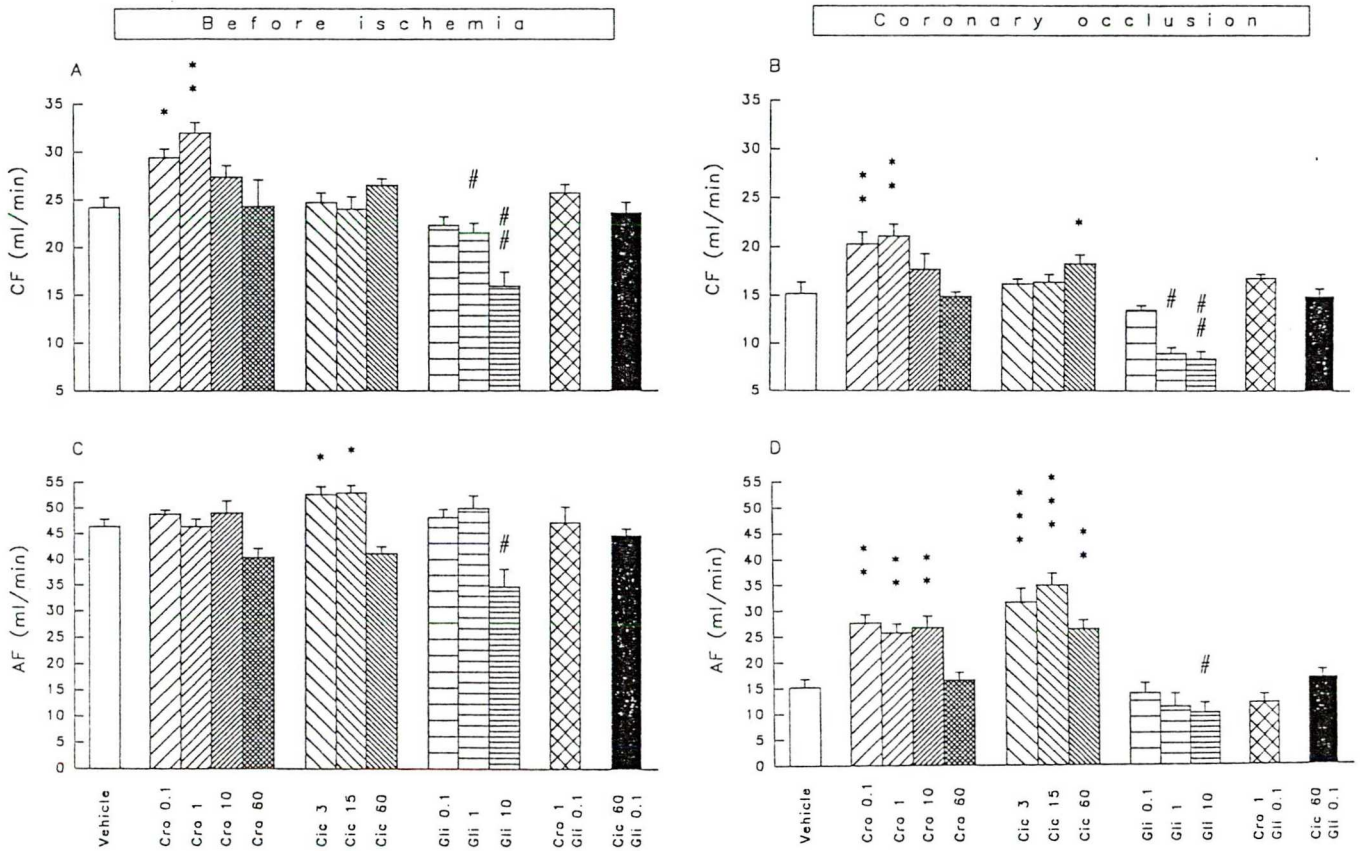 Before ischemia
Coronary occlusion
A
*
* *
#
# #
CF (ml/min)
35
30
25
20
15
10
5
B
* *
* *
*
#
# #
CF (ml/min)
35
30
25
20
15
10
5
C
*
*
#
AF (ml/min)
55
50
45
40
35
30
25
20
15
10
5
0
D
* *
* *
* *
* * *
* * *
* *
#
AF (ml/min)
55
50
45
40
35
30
25
20
15
10
5
0
Vehicle
Cro 0.1
Cro 1
Cro 10
Cro 60
Cic 3
Cic 15
Cic 60
Gli 0.1
Gli 1
Gli 10
Cro 1
Gli 0.1
Cic 60
Gli 0.1
Vehicle
Cro 0.1
Cro 1
Cro 10
Cro 60
Cic 3
Cic 15
Cic 60
Gli 0.1
Gli 1
Gli 10
Cro 1
Gli 0.1
Cic 60
Gli 0.1